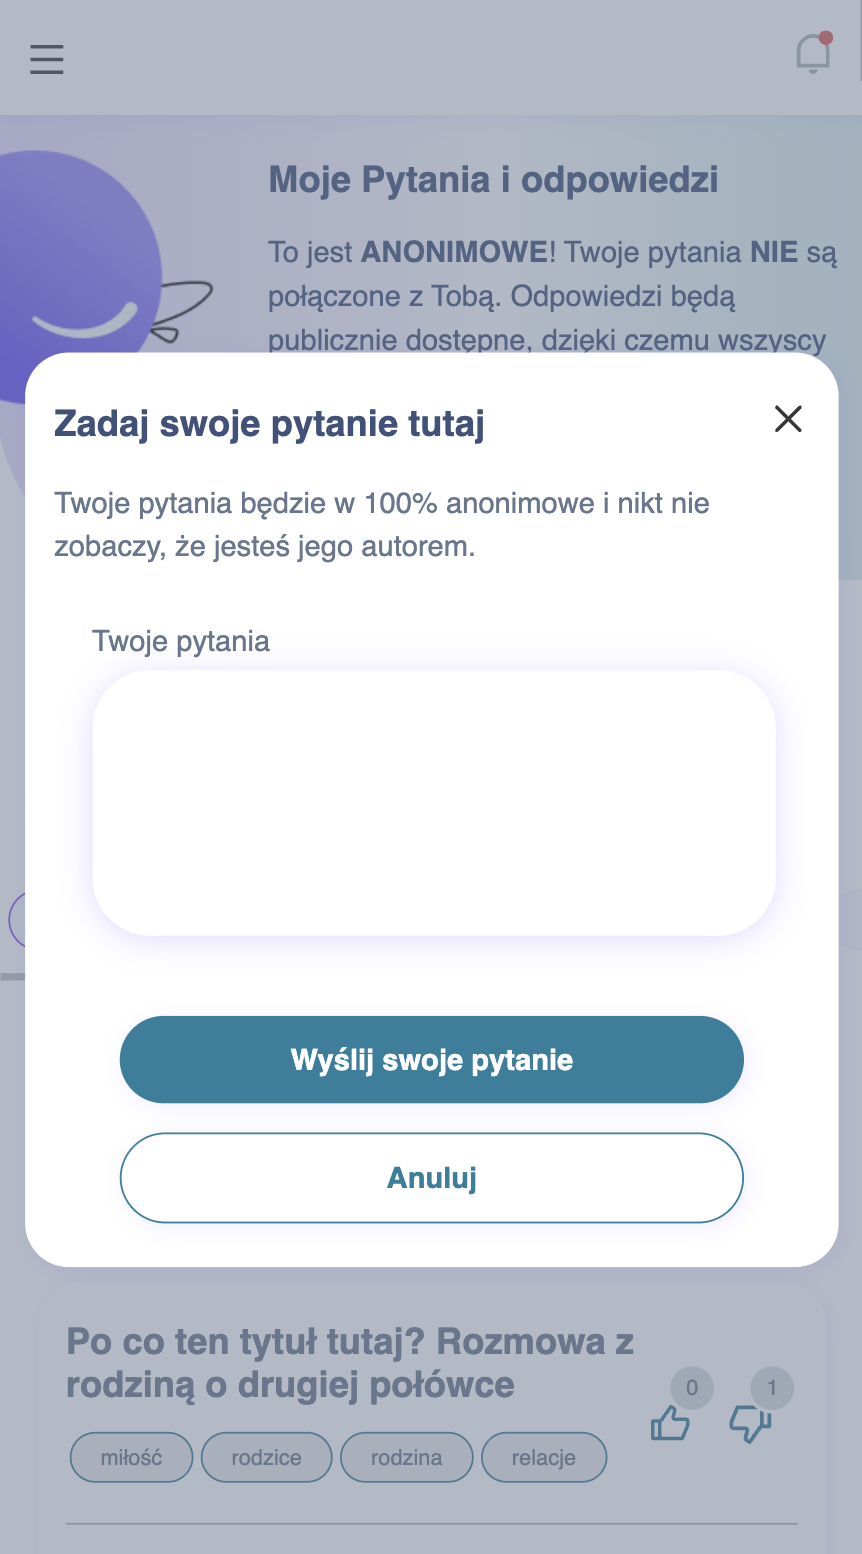 Moje Pytania i odpowiedzi
To jest ANONIMOWE! Twoje pytania NIE są
połączone z Tobą. Odpowiedzi będą
publicznie dostępne, dzięki czemu wszyscy
Zadaj swoje pytanie tutaj
Twoje pytania będzie w 100% anonimowe i nikt nie
zobaczy, że jesteś jego autorem.
Twoje pytania
Wyślij swoje pytanie
Anuluj
Po co ten tytuł tutaj? Rozmowa z
rodziną o drugiej połówce
0 1
miłość rodzice rodzina relacje